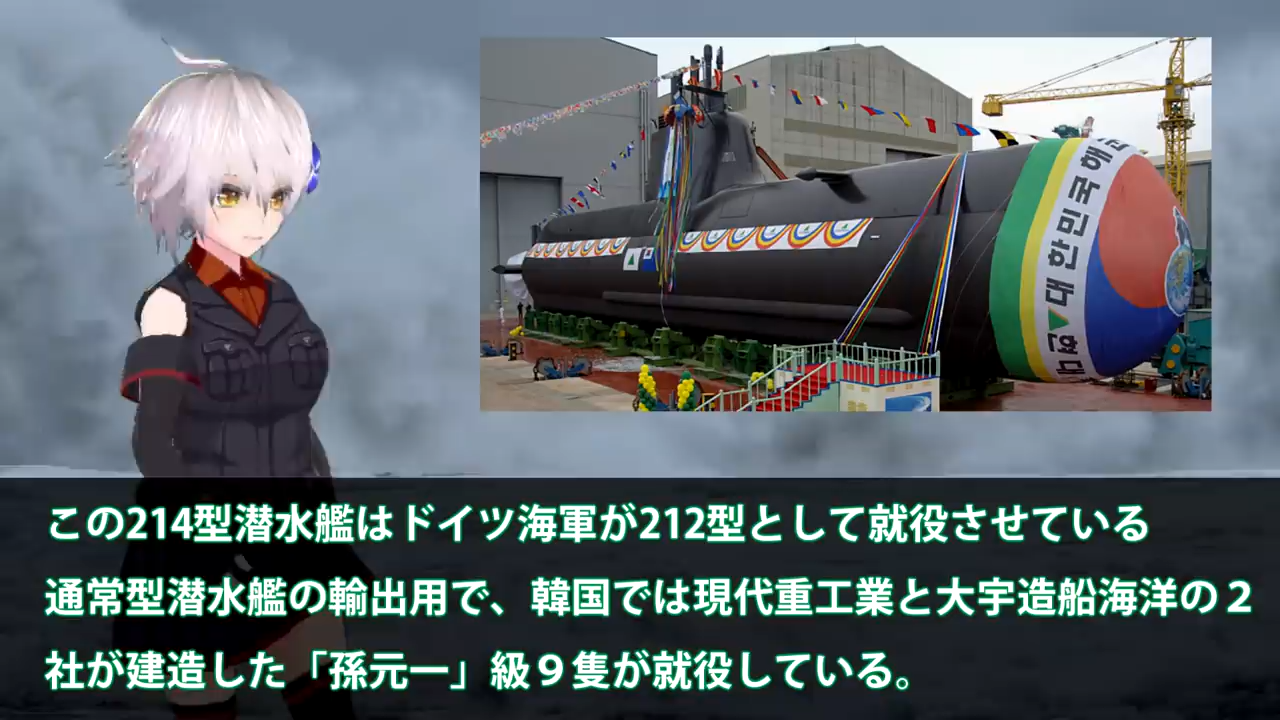 대한민국해군
대한
この214型潜水艦はドイツ海軍が212型として就役させている
通常型潜水艦の輸出用で、韓国では現代重工業と大宇造船海洋の２
社が建造した「孫元一」級９隻が就役している。